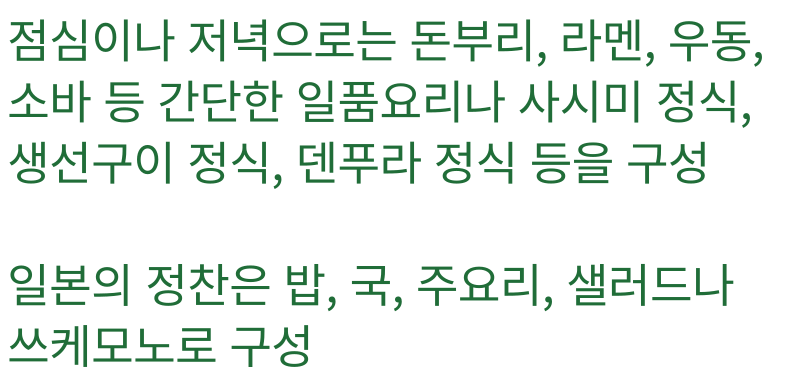 점심이나 저녁으로는 돈부리, 라멘, 우동,
소바 등 간단한 일품요리나 사시미 정식,
생선구이 정식, 덴푸라 정식 등을 구성
일본의 정찬은 밥, 국, 주요리, 샐러드나
쓰케모노로 구성